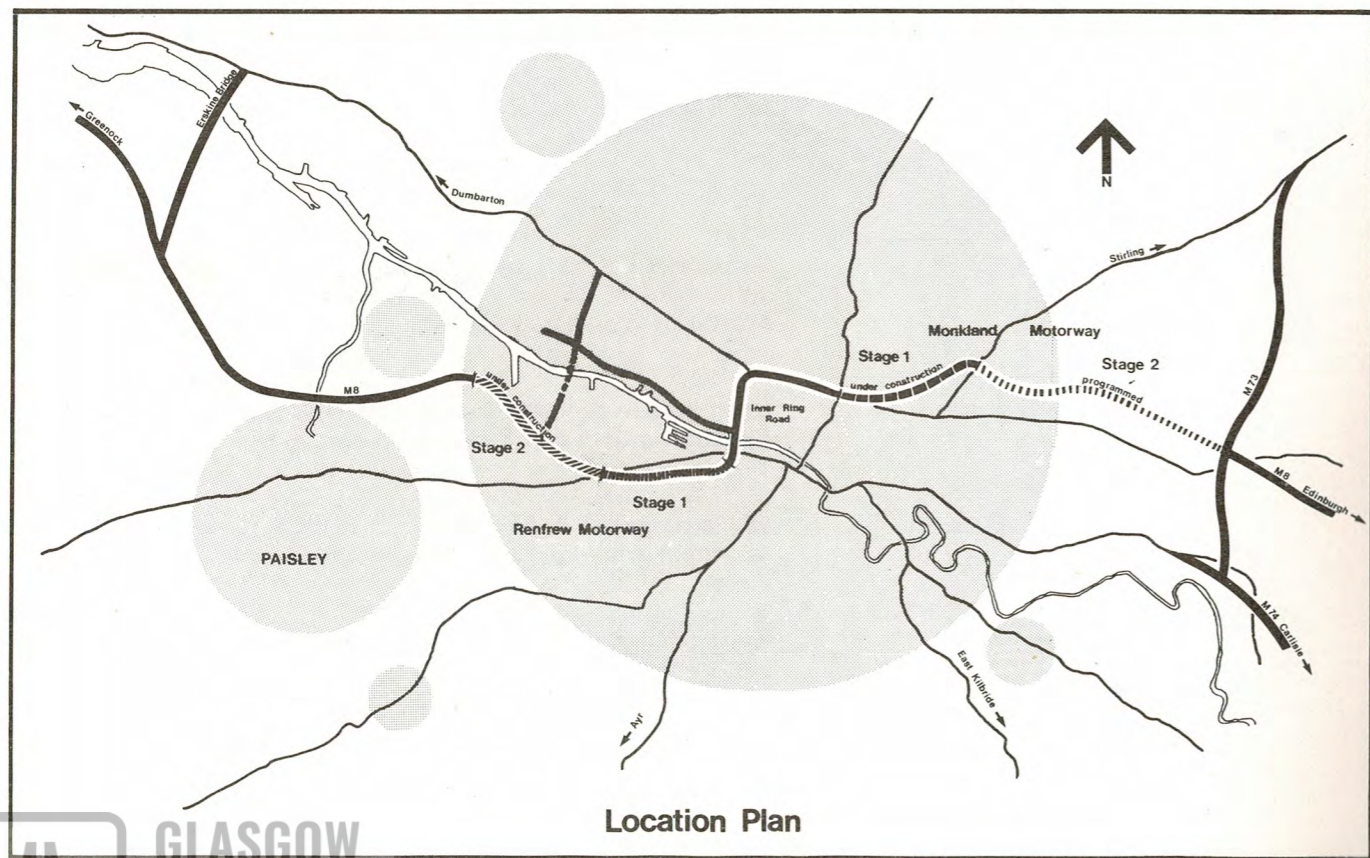 Erskine Bridge
Greenock
Dumbarton
N
Stirling
Monkland Motorway
Stage 1
under construction
Stage 2
programmed
M73
M8
under construction
Inner Ring
Road
Stage 2
Stage 1
Renfrew Motorway
M8 Edinburgh
PAISLEY
M74 Carlisle
East Kilbride
Ayr
Location Plan
GLASGOW